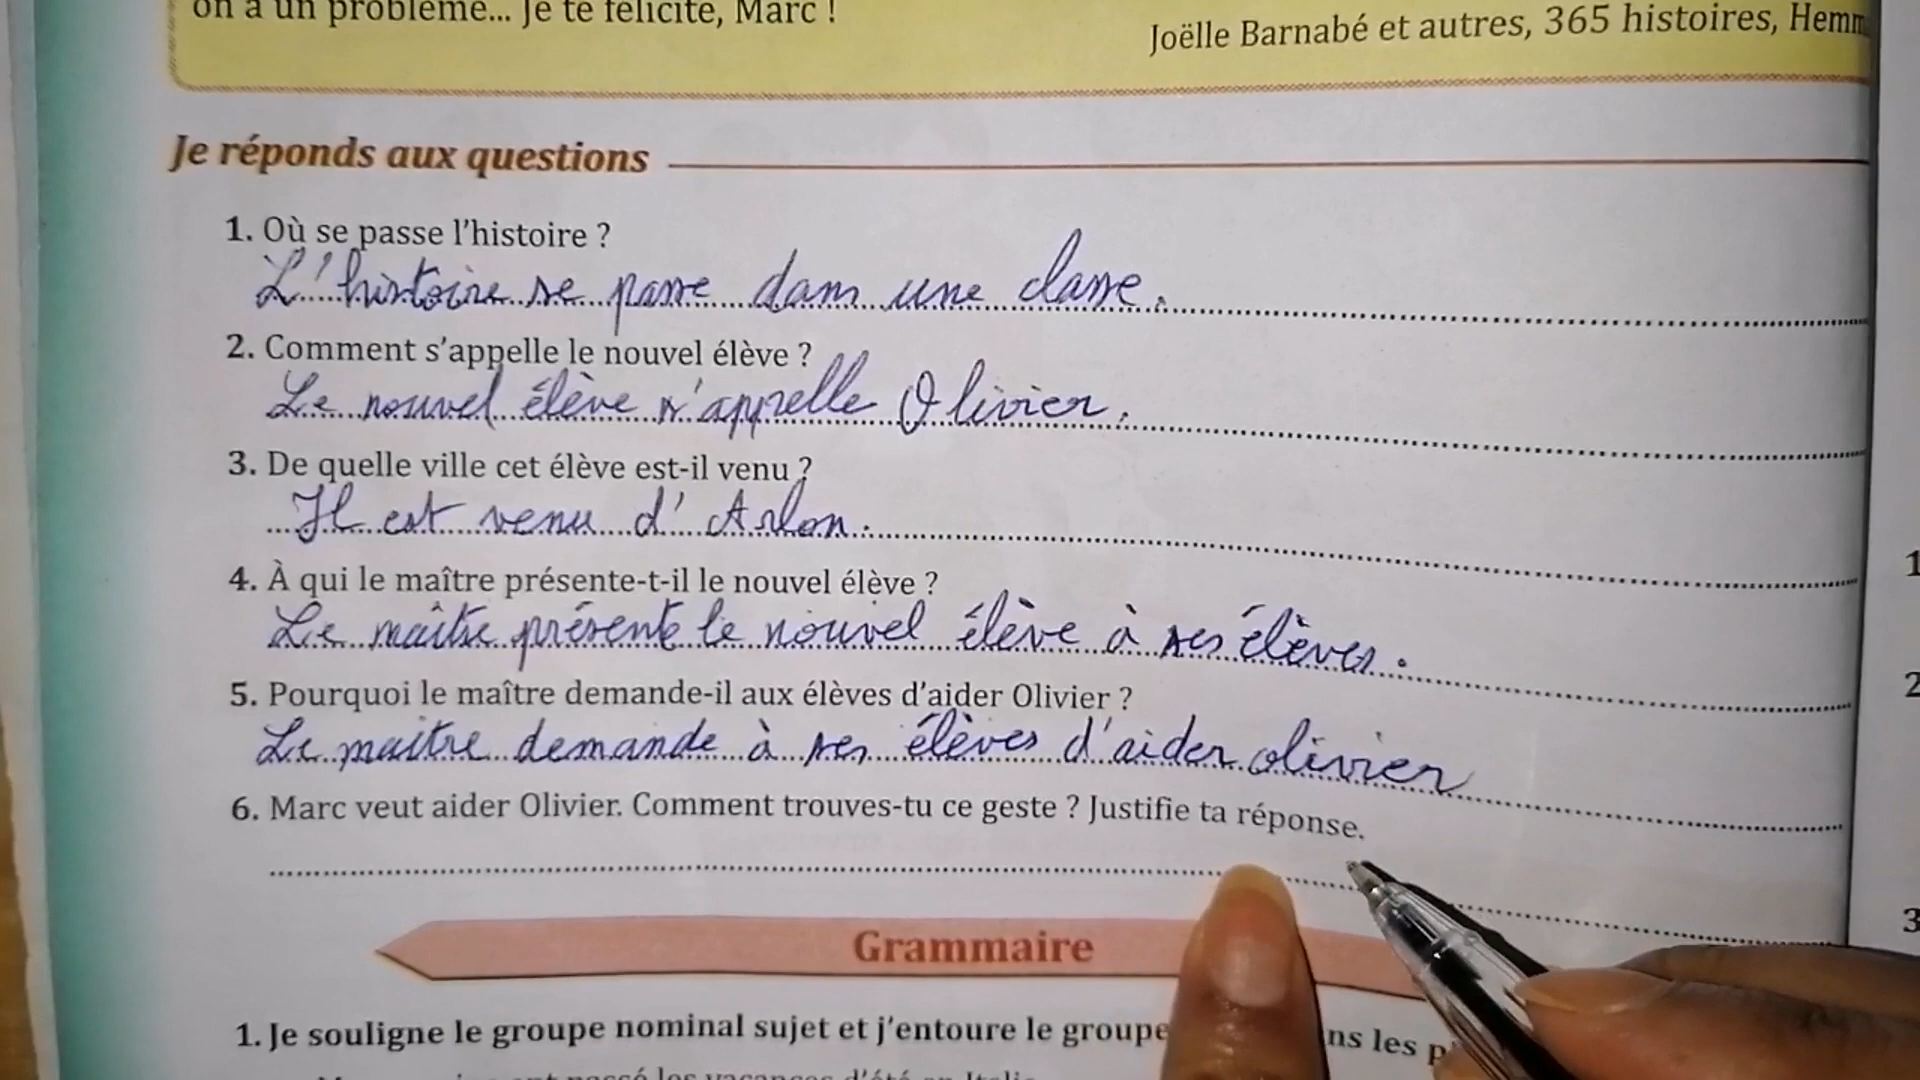 on a un problème... Je te félicite, Marc !
Joëlle Barnabé et autres, 365 histoires,
Je réponds aux questions
1. Où se passe l'histoire ?
L'histoire se passe dans une classe.
2. Comment s'appelle le nouvel élève ?
Le nouvel élève s'appelle Olivier.
3. De quelle ville cet élève est-il venu ?
Il est venu d'Arlon.
4. À qui le maître présente-t-il le nouvel élève ?
Le maître présente le nouvel élève à ses élèves.
5. Pourquoi le maître demande-il aux élèves d'aider Olivier ?
Le maître demande à ses élèves d'aider olivier
6. Marc veut aider Olivier. Comment trouves-tu ce geste ? Justifie ta réponse.
Grammaire
1. Je souligne le groupe nominal sujet et j'entoure le groupe les
1
2
3